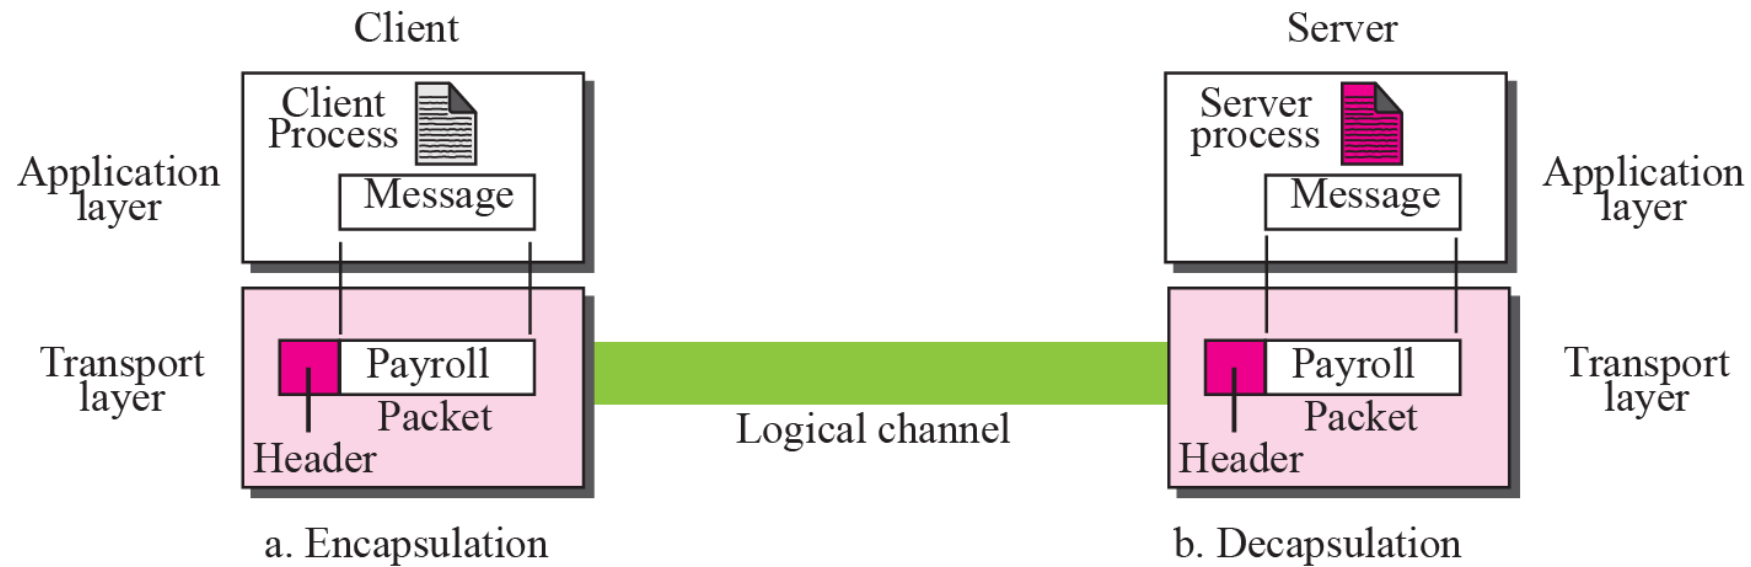 Client
Server
Client
Process
Message
Application
layer
Server
process
Message
Application
layer
Transport
layer
Payroll
Packet
Header
Logical channel
Payroll
Packet
Header
Transport
layer
a. Encapsulation
b. Decapsulation